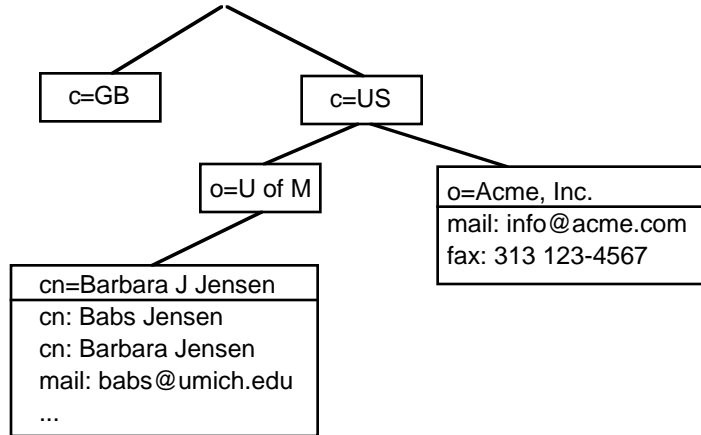 c=GB
c=US
o=U of M
o=Acme, Inc.
mail: info@acme.com
fax: 313 123-4567
cn=Barbara J Jensen
cn: Babs Jensen
cn: Barbara Jensen
mail: babs@umich.edu
...